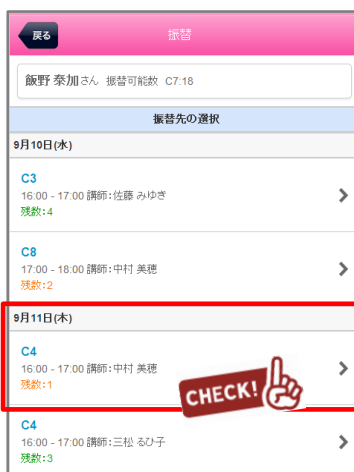 戻る
振替
飯野 泰加さん 振替可能数 C7:18
振替先の選択
9月10日(水)
C3
16:00 - 17:00 講師:佐藤 みゆき
残数:4
C8
17:00 - 18:00 講師:中村 美穂
残数:2
9月11日(木)
C4
16:00 - 17:00 講師:中村 美穂
残数:1
CHECK!
C4
16:00 - 17:00 講師:三松 るひ子
残数:3